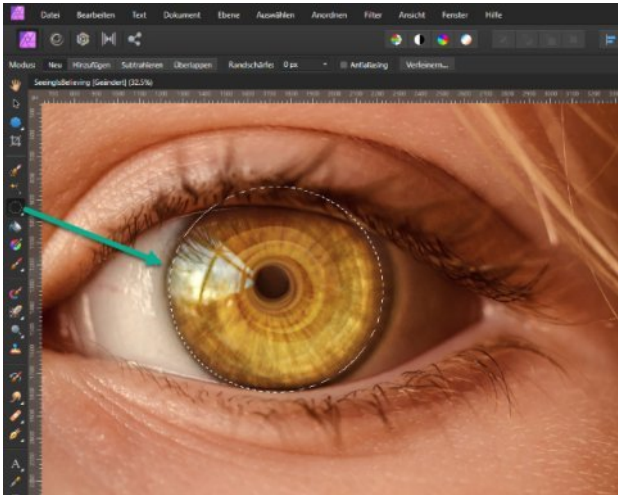 Datei Bearbeiten Text Dokument Ebene Auswählen Anordnen Filter Ansicht Fenster Hilfe
Modus: Neu Hinzufügen Subtrahieren Überlappen Randschärfe: 0 px Antialiasing Verfeinern...
SeeingIsBelieving [Geändert] (32.5%)
A